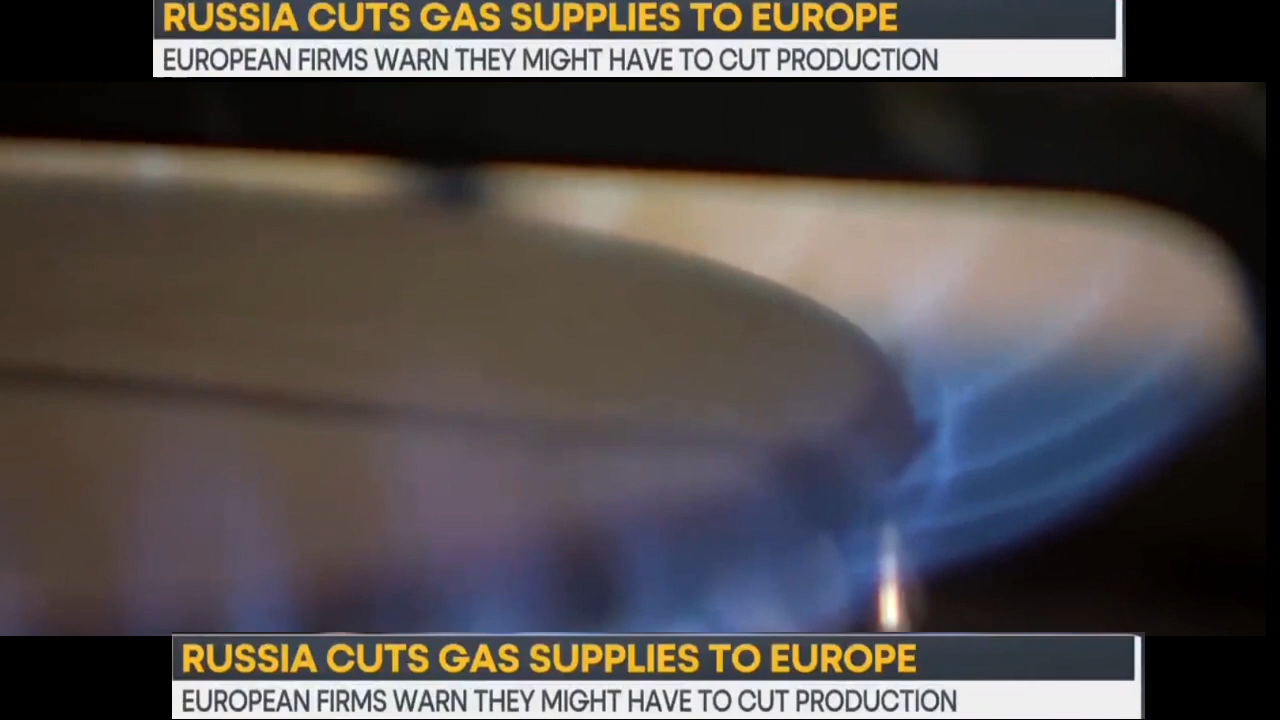 RUSSIA CUTS GAS SUPPLIES TO EUROPE
EUROPEAN FIRMS WARN THEY MIGHT HAVE TO CUT PRODUCTION
RUSSIA CUTS GAS SUPPLIES TO EUROPE
EUROPEAN FIRMS WARN THEY MIGHT HAVE TO CUT PRODUCTION